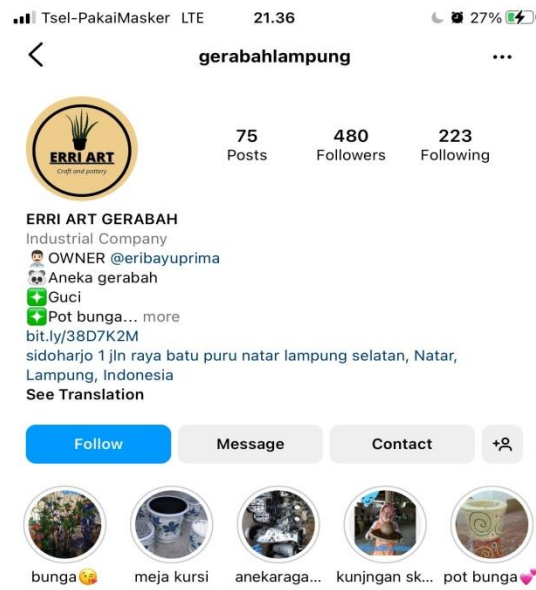 Tsel-PakaiMasker LTE 21.36 27%
gerabahlampung
ERRI ART
Craft and pottery
75 480 223
Posts Followers Following
ERRI ART GERABAH
Industrial Company
OWNER @eribayuprima
Aneka gerabah
Guci
Pot bunga... more
bit.ly/38D7K2M
sidoharjo 1 jln raya batu puru natar lampung selatan, Natar,
Lampung, Indonesia
See Translation
Follow Message Contact
bunga😘 meja kursi anekaraga... kunjngan sk... pot bunga💕